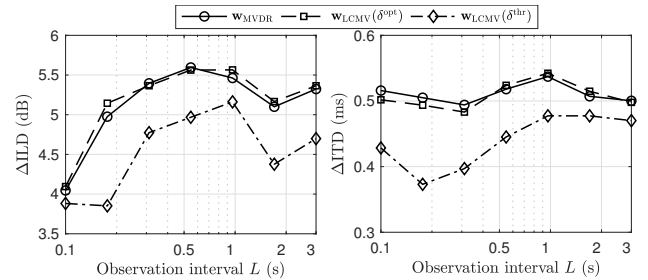 w_MVDR w_LCMV(δ^opt) w_LCMV(δ^thr)
6
5.5
5
4.5
4
3.5
ΔILD (dB)
0.1 0.5 1 2 3
Observation interval L (s)
0.6
0.5
0.4
0.3
ΔITD (ms)
0.1 0.5 1 2 3
Observation interval L (s)